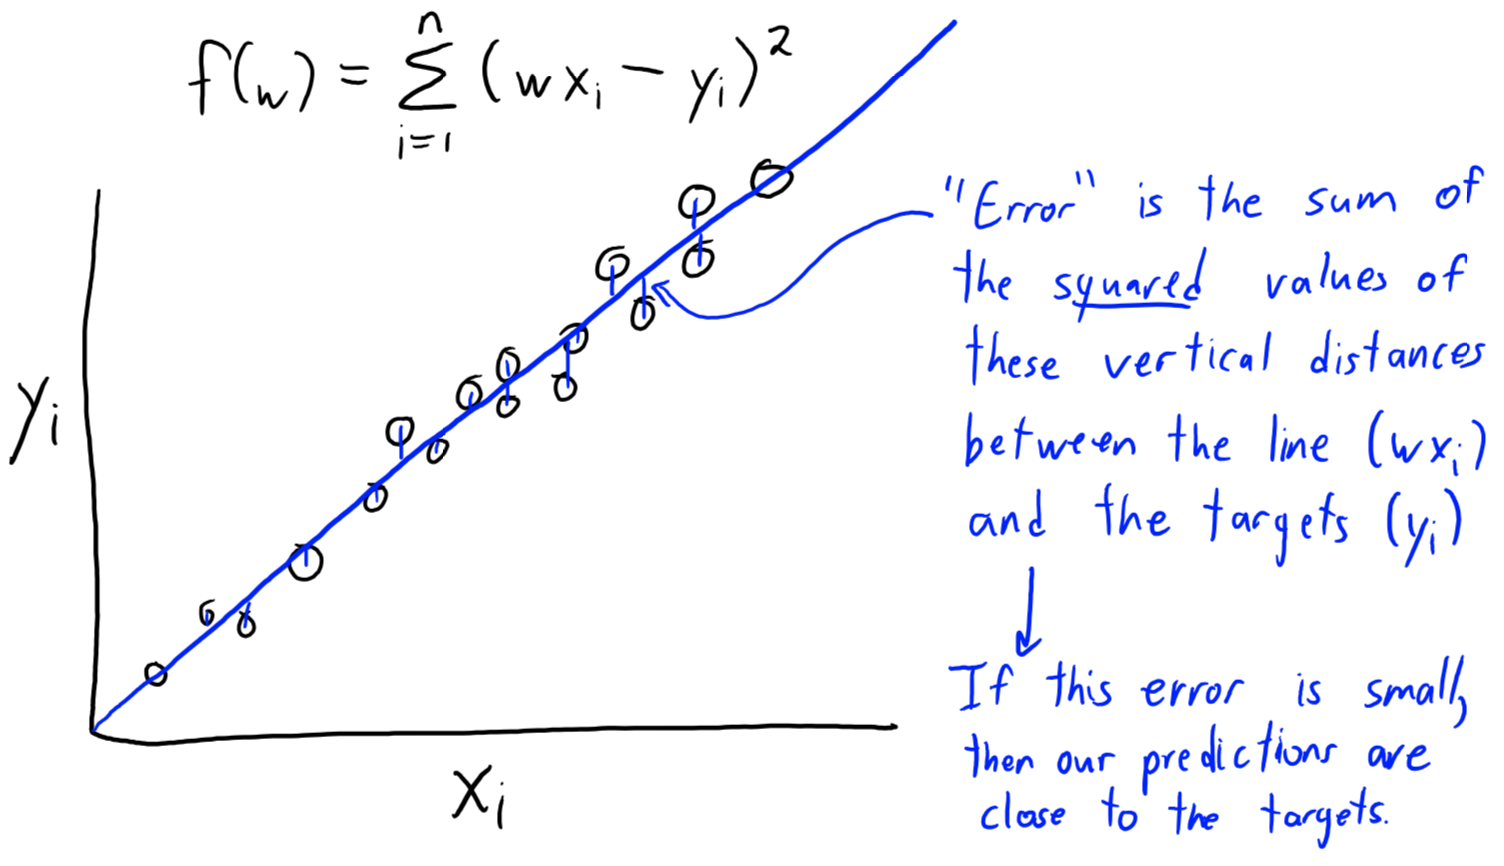 f(w) = Σ_{i=1}^{n} (wx_i - y_i)^2
"Error" is the sum of
the squared values of
these vertical distances
between the line (wx_i)
and the targets (y_i)
If this error is small,
then our predictions are
close to the targets.
y_i
x_i